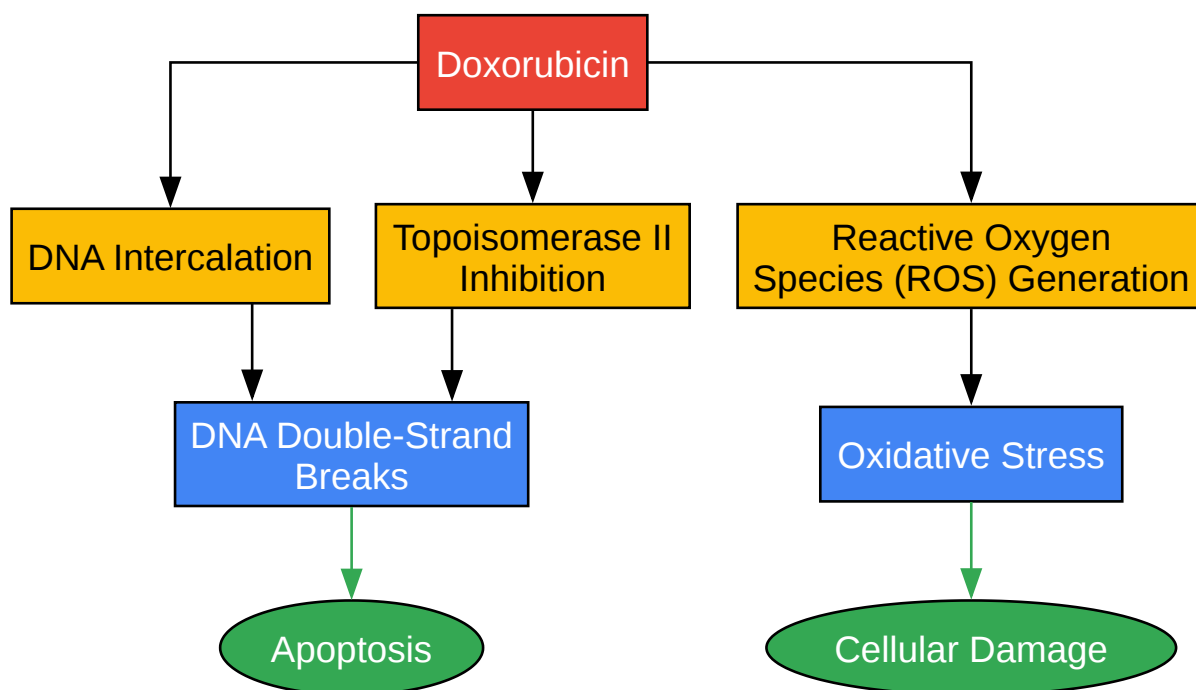 Doxorubicin
DNA Intercalation
Topoisomerase II
Inhibition
Reactive Oxygen
Species (ROS) Generation
DNA Double-Strand
Breaks
Oxidative Stress
Apoptosis
Cellular Damage